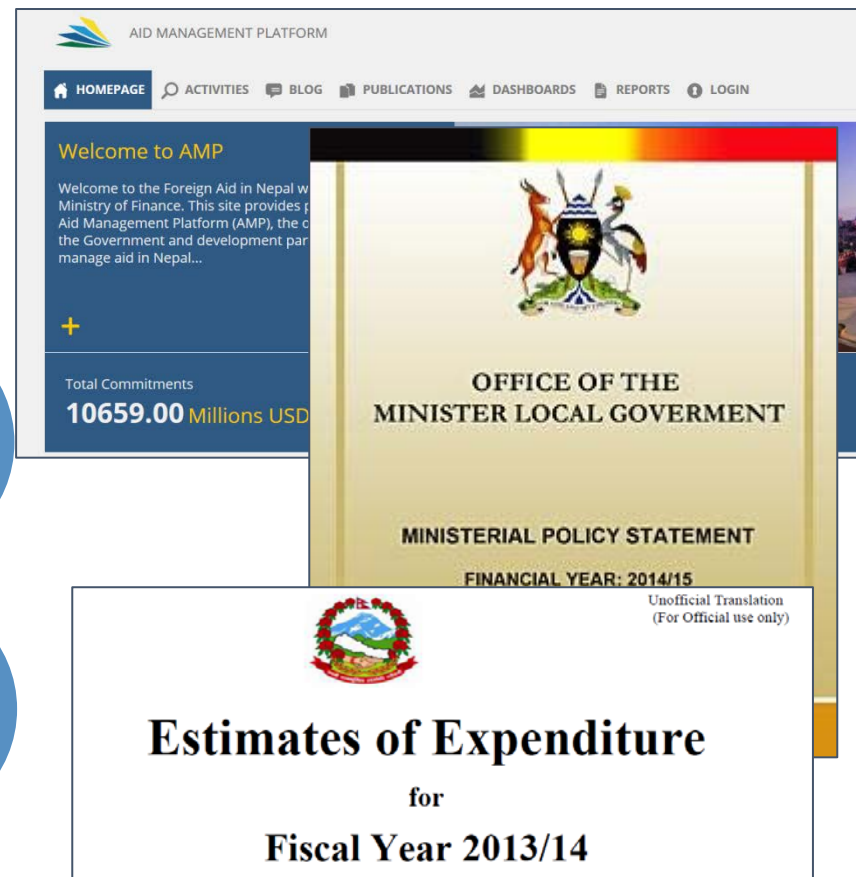 AID MANAGEMENT PLATFORM
HOMEPAGE ACTIVITIES BLOG PUBLICATIONS DASHBOARDS REPORTS LOGIN
Welcome to AMP
Welcome to the Foreign Aid in Nepal w
Ministry of Finance. This site provides p
Aid Management Platform (AMP), the o
the Government and development par
manage aid in Nepal...
+
Total Commitments
10659.00 Millions USD
OFFICE OF THE
MINISTER LOCAL GOVERMENT
MINISTERIAL POLICY STATEMENT
FINANCIAL YEAR: 2014/15
Unofficial Translation
(For Official use only)
Estimates of Expenditure
for
Fiscal Year 2013/14